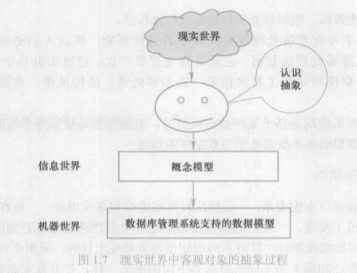 现实世界
认识
抽象
信息世界
概念模型
机器世界
数据库管理系统支持的数据模型
图 1.7 现实世界中客观对象的抽象过程